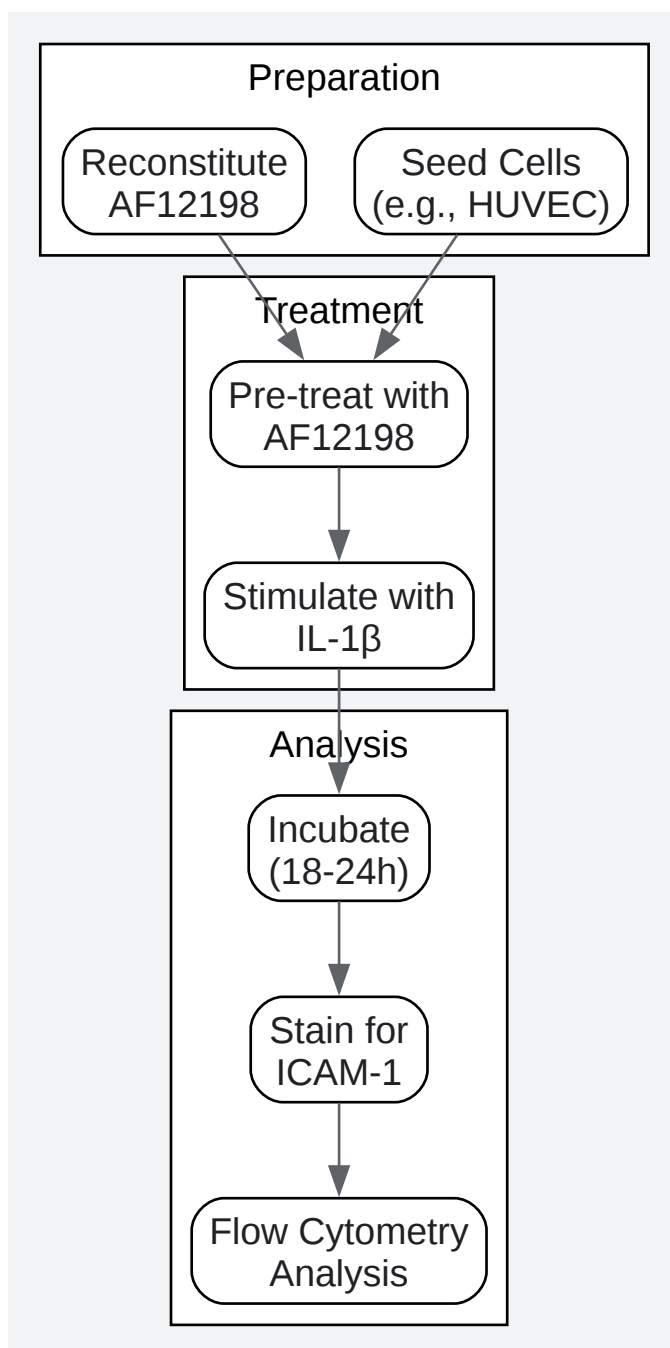 Preparation
Reconstitute
AF12198
Seed Cells
(e.g., HUVEC)
Treatment
Pre-treat with
AF12198
Stimulate with
IL-1β
Analysis
Incubate
(18-24h)
Stain for
ICAM-1
Flow Cytometry
Analysis